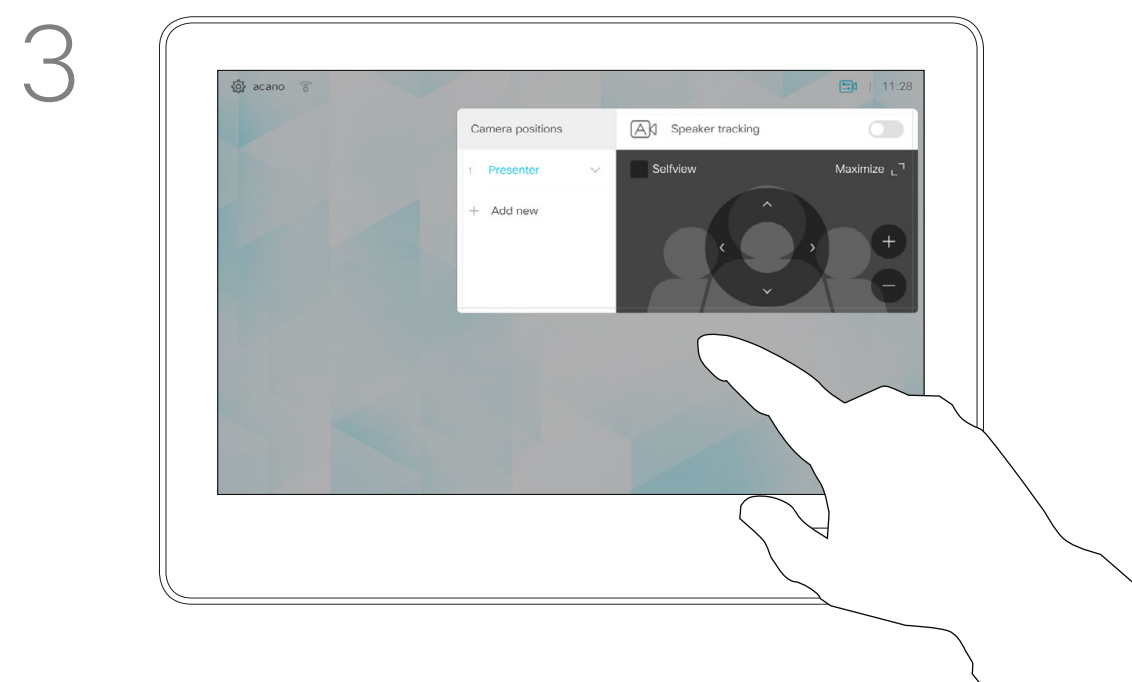 3
acano
11:28
Camera positions
A
Speaker tracking
1 Presenter
Selfview
Maximize
+ Add new
+
−